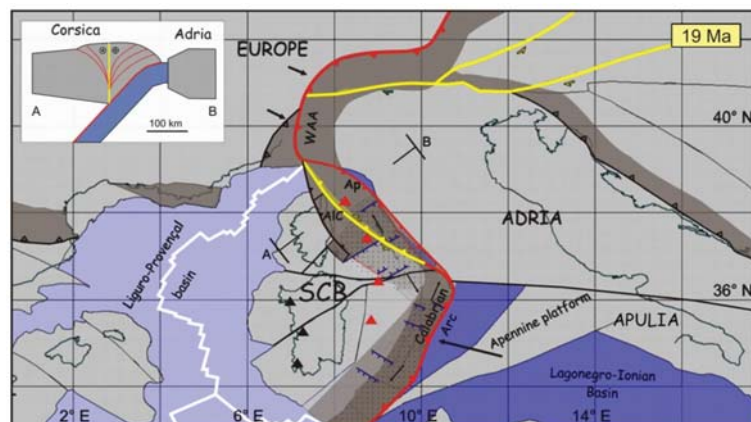 Corsica
Adria
A
B
100 km
EUROPE
19 Ma
40° N
WAA
B
Ap
AlC
ADRIA
A
Liguro-Provençal
basin
SCB
36° N
Calabrian
Arc
Apennine platform
APULIA
Lagonegro-Ionian
Basin
2° E
6° E
10° E
14° E